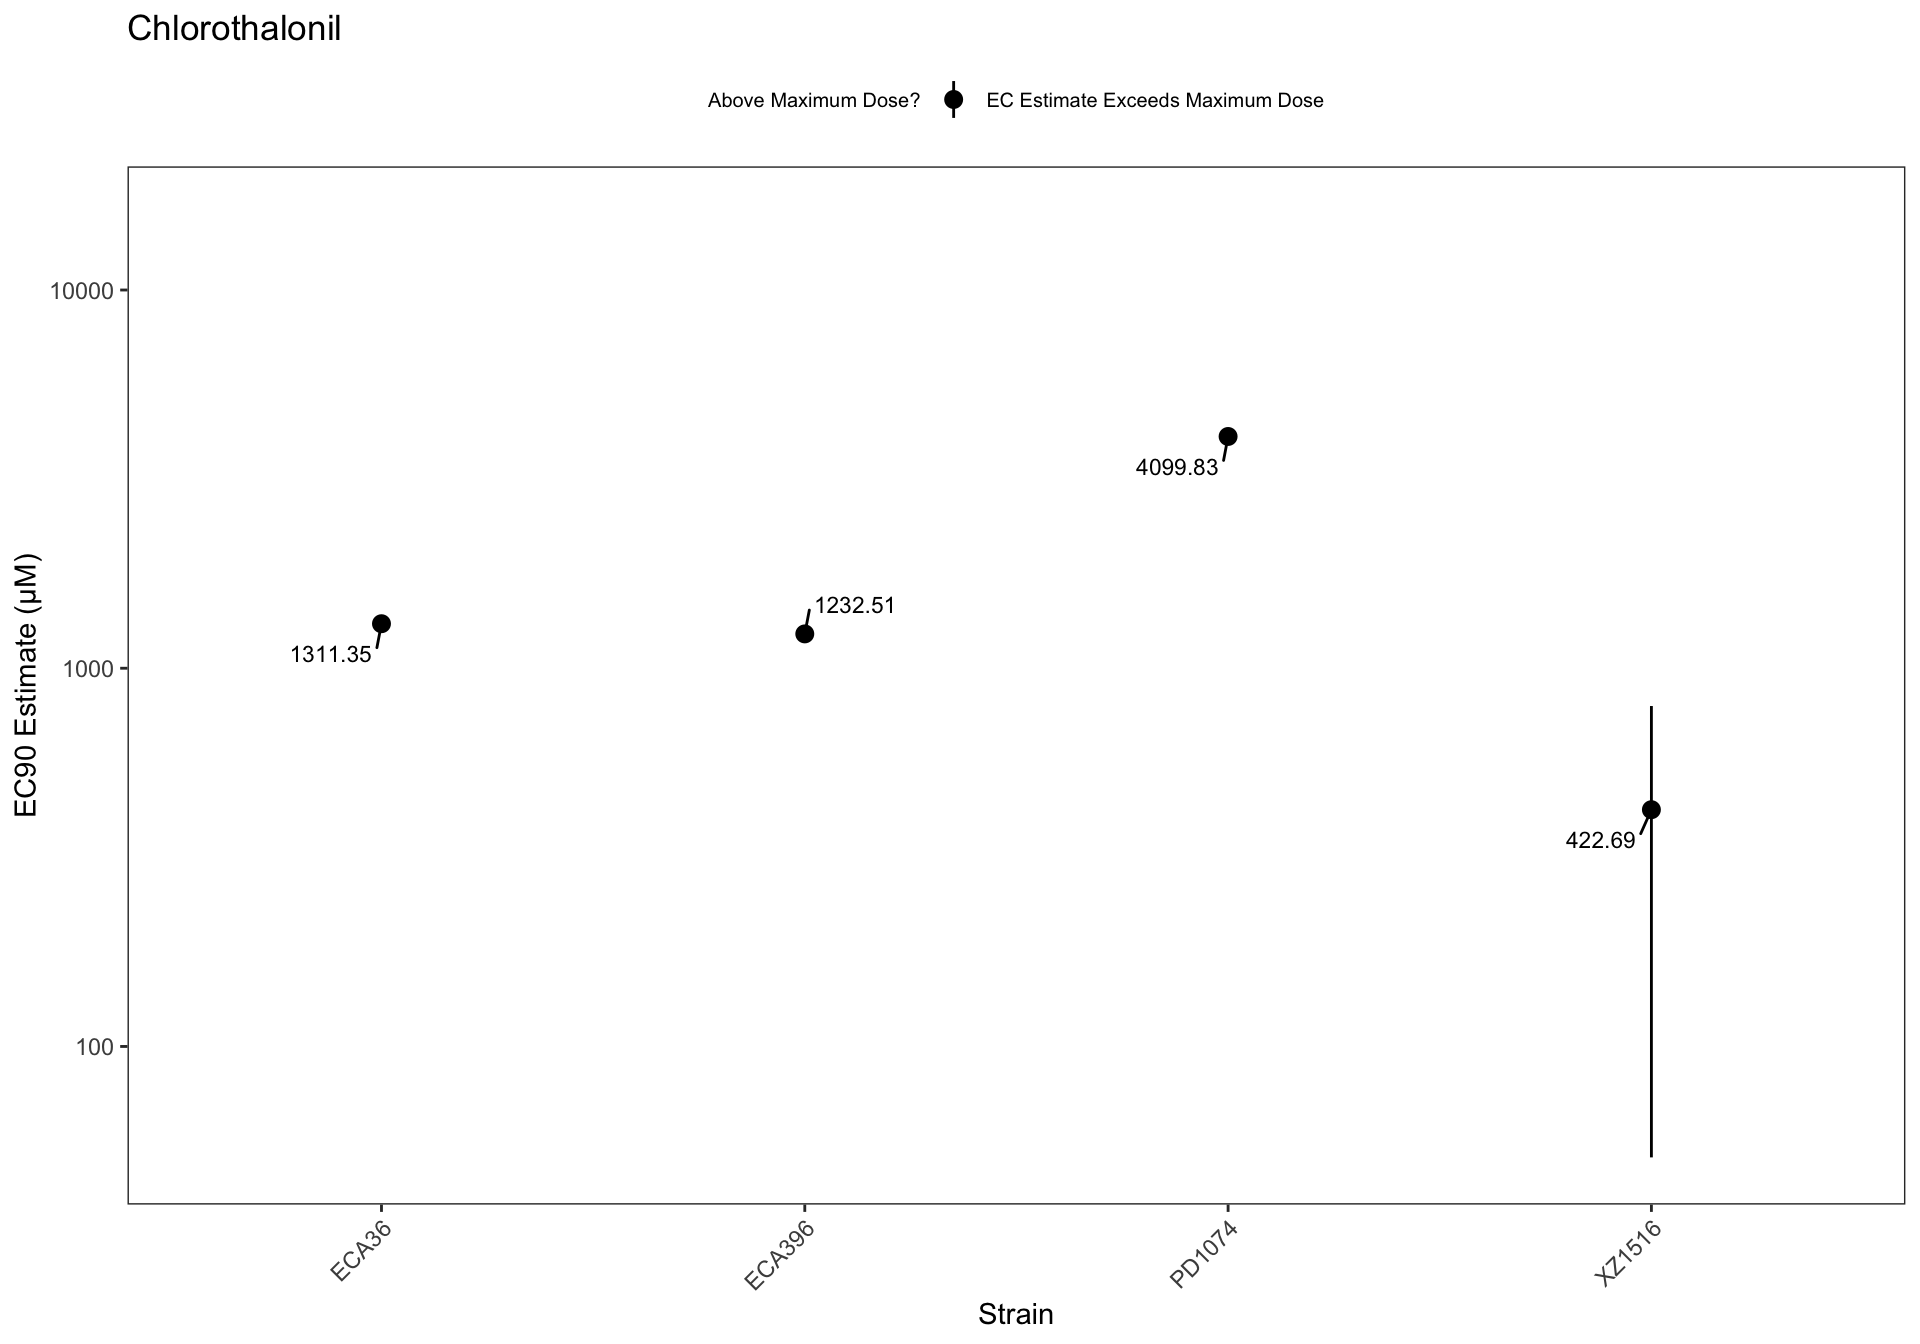 Chlorothalonil
Above Maximum Dose? EC Estimate Exceeds Maximum Dose
EC90 Estimate (µM)
10000
1000
100
4099.83
1232.51
1311.35
422.69
ECA36 ECA396 PD1074 XZ1516
Strain